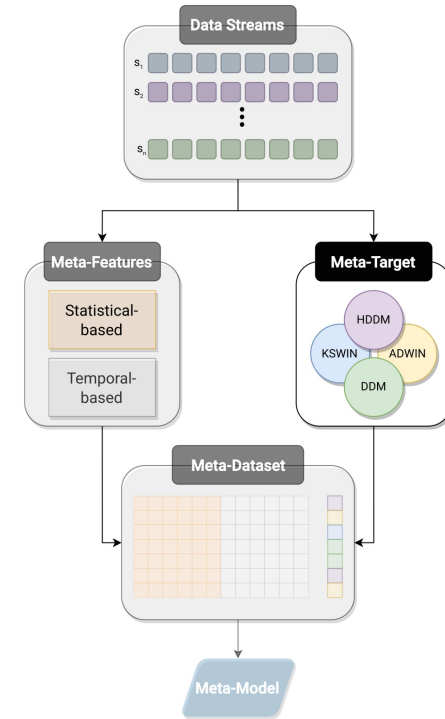 Data Streams
s₁
s₂
sₙ
Meta-Features
Meta-Target
Statistical-
based
Temporal-
based
HDDM
KSWIN
ADWIN
DDM
Meta-Dataset
Meta-Model